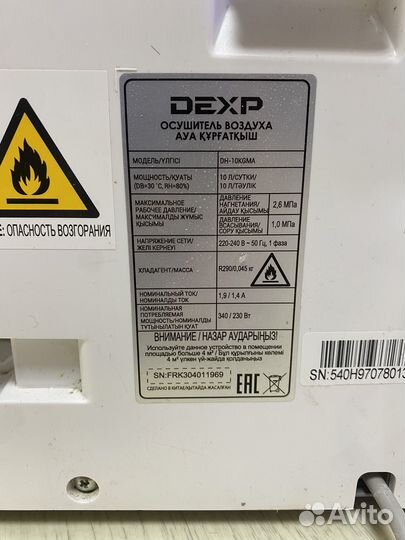 DEXP
ОСУШИТЕЛЬ ВОЗДУХА
АУА ҚҰРҒАТҚЫШ
МОДЕЛЬ/ҮЛГІСІ DH-10KGMA
МОЩНОСТЬ/ҚУАТЫ 10 Л/СУТКИ/
(DB=30 °C, RH=80%) 10 Л/ТӘУЛІК
МАКСИМАЛЬНОЕ
РАБОЧЕЕ ДАВЛЕНИЕ/
МАКСИМАЛДЫ ЖҰМЫС
ҚЫСЫМЫ
ДАВЛЕНИЕ
НАГНЕТАНИЯ/
АЙДАУ ҚЫСЫМЫ
2,6 МПа
ДАВЛЕНИЕ
ВСАСЫВАНИЯ/
СОРУ ҚЫСЫМЫ
1,0 МПа
НАПРЯЖЕНИЕ СЕТИ/
ЖЕЛІ КЕРНЕУІ
220-240 В ~ 50 Гц, 1 фаза
ХЛАДАГЕНТ/МАССА R290/0,045 кг
НОМИНАЛЬНЫЙ ТОК/
НОМИНАЛДЫ ТОК
1,9 / 1,4 А
НОМИНАЛЬНАЯ
ПОТРЕБЛЯЕМАЯ
МОЩНОСТЬ/НОМИНАЛДЫ
ТҰТЫНЫЛАТЫН ҚУАТ
340 / 230 Вт
ВНИМАНИЕ / НАЗАР АУДАРЫҢЫЗ!
Используйте данное устройство в помещении
площадью больше 4 м² / Бұл құрылғыны көлемі
4 м² үлкен үй-жайда қолданыңыз
SN:FRK304011969
СДЕЛАНО В КИТАЕ/ҚЫТАЙДА ЖАСАЛҒАН
EAC
Е: ОПАСНОСТЬ ВОЗГОРАНИЯ
SN:540H97078013
Avito